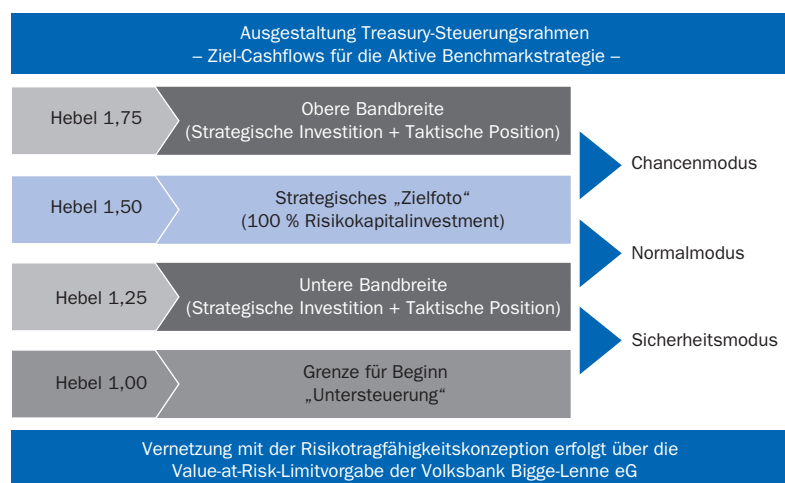 Ausgestaltung Treasury-Steuerungsrahmen
– Ziel-Cashflows für die Aktive Benchmarkstrategie –
Hebel 1,75
Obere Bandbreite
(Strategische Investition + Taktische Position)
Chancenmodus
Hebel 1,50
Strategisches „Zielfoto“
(100 % Risikokapitalinvestment)
Normalmodus
Hebel 1,25
Untere Bandbreite
(Strategische Investition + Taktische Position)
Sicherheitsmodus
Hebel 1,00
Grenze für Beginn
„Untersteuerung“
Vernetzung mit der Risikotragfähigkeitskonzeption erfolgt über die
Value-at-Risk-Limitvorgabe der Volksbank Bigge-Lenne eG